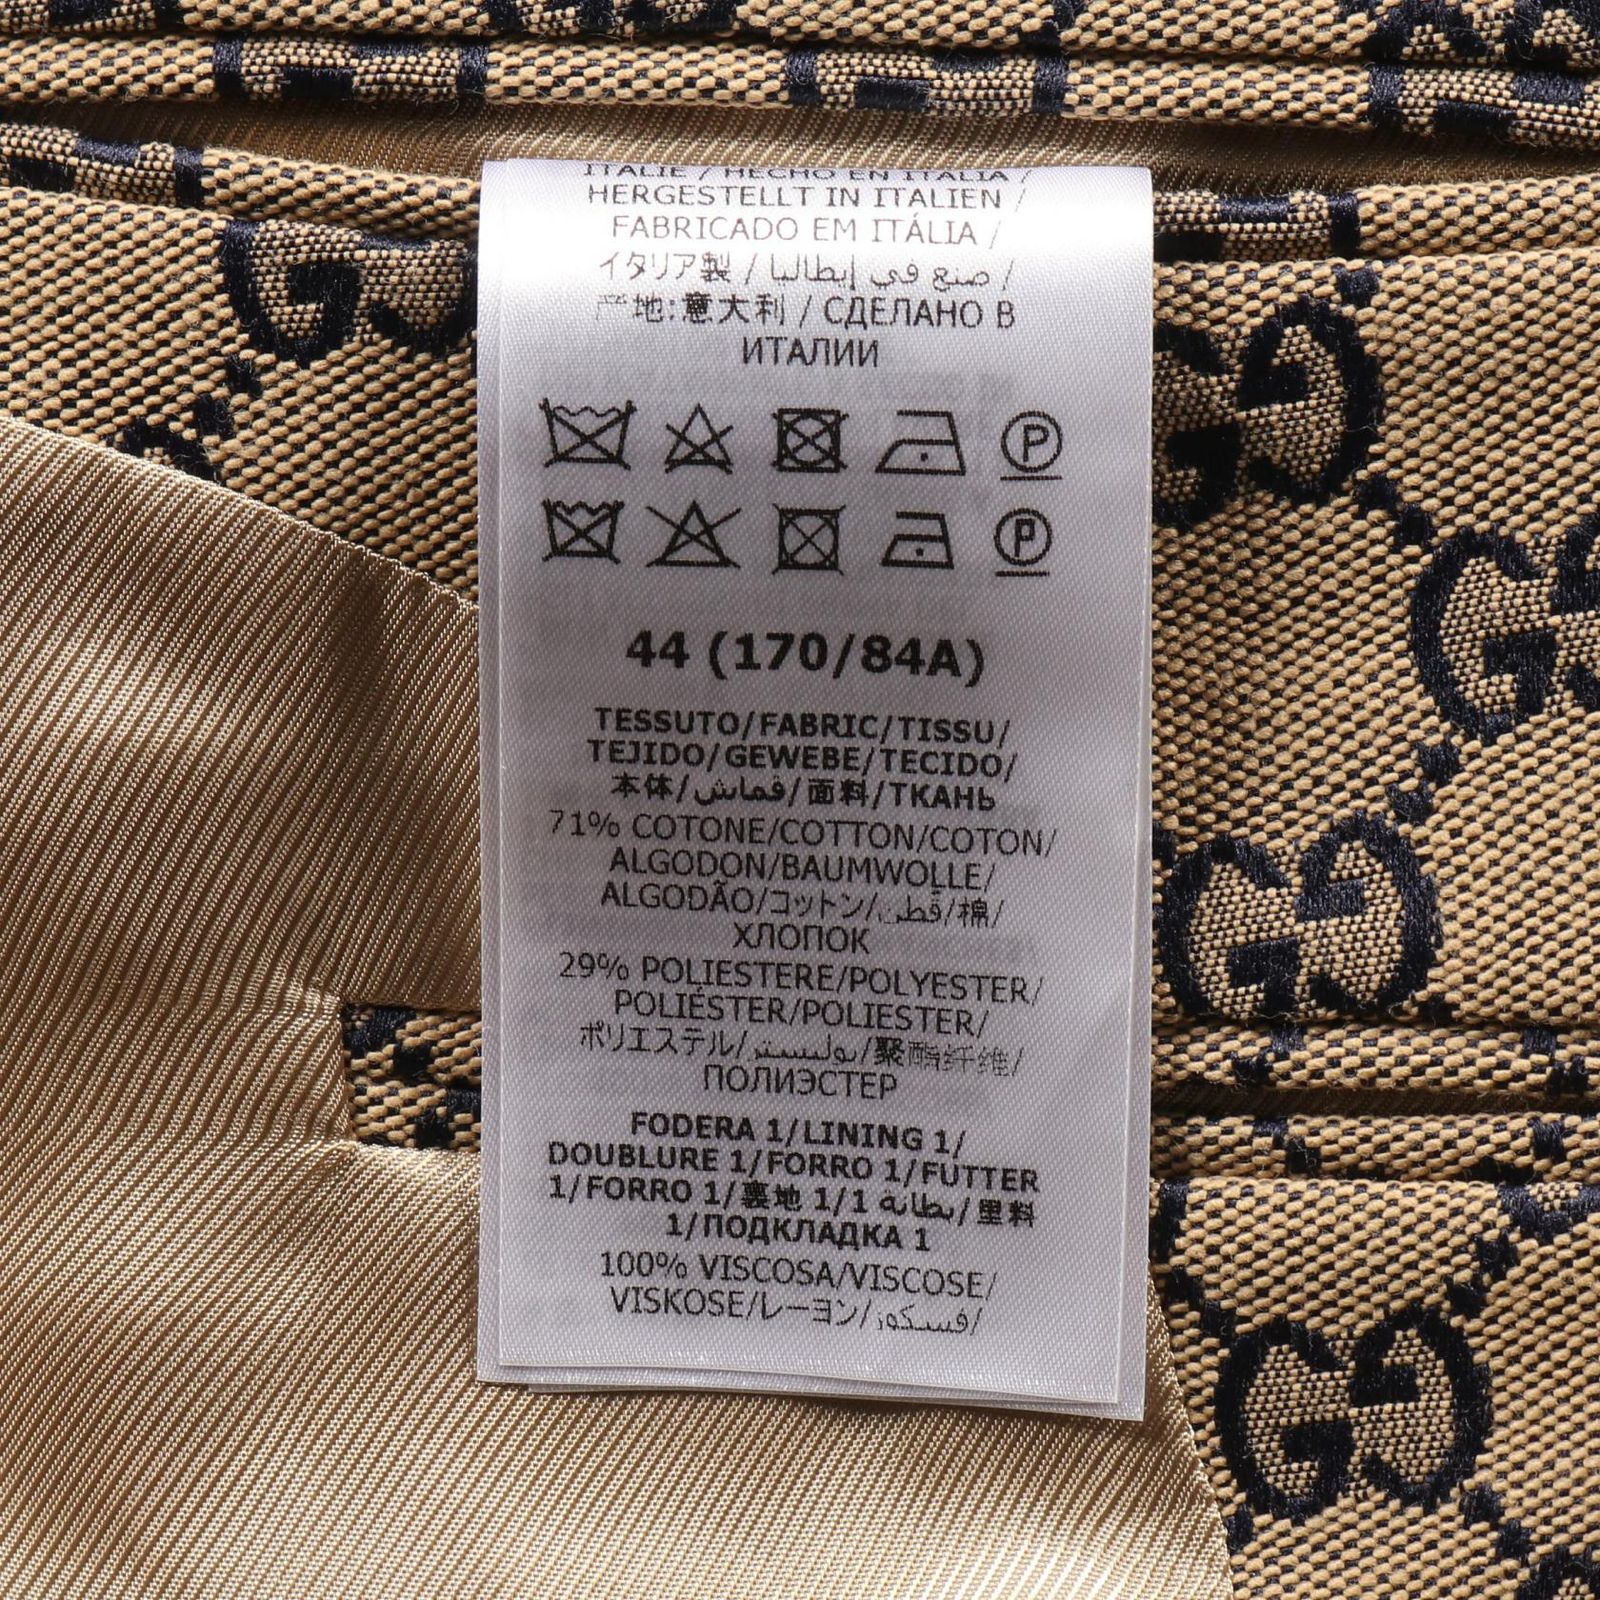 ITALIE / HECHO EN ITALIA /
HERGESTELLT IN ITALIEN /
FABRICADO EM ITÁLIA /
イタリア製 / صنع في إيطاليا /
产地:意大利 / СДЕЛАНО В
ИТАЛИИ
P
P
44 (170/84A)
TESSUTO/FABRIC/TISSU/
TEJIDO/GEWEBE/TECIDO/
本体/قماش/面料/ТКАНЬ
71% COTONE/COTTON/COTON/
ALGODON/BAUMWOLLE/
ALGODÃO/コットン/قطن/棉/
ХЛОПОК
29% POLIESTERE/POLYESTER/
POLIÉSTER/POLIESTER/
ポリエステル/بوليستر/聚酯纤维/
ПОЛИЭСТЕР
FODERA 1/LINING 1/
DOUBLURE 1/FORRO 1/FUTTER
1/FORRO 1/裏地 1/بطانة 1/里料
1/ПОДКЛАДКА 1
100% VISCOSA/VISCOSE/
VISKOSE/レーヨン/فسكوز/